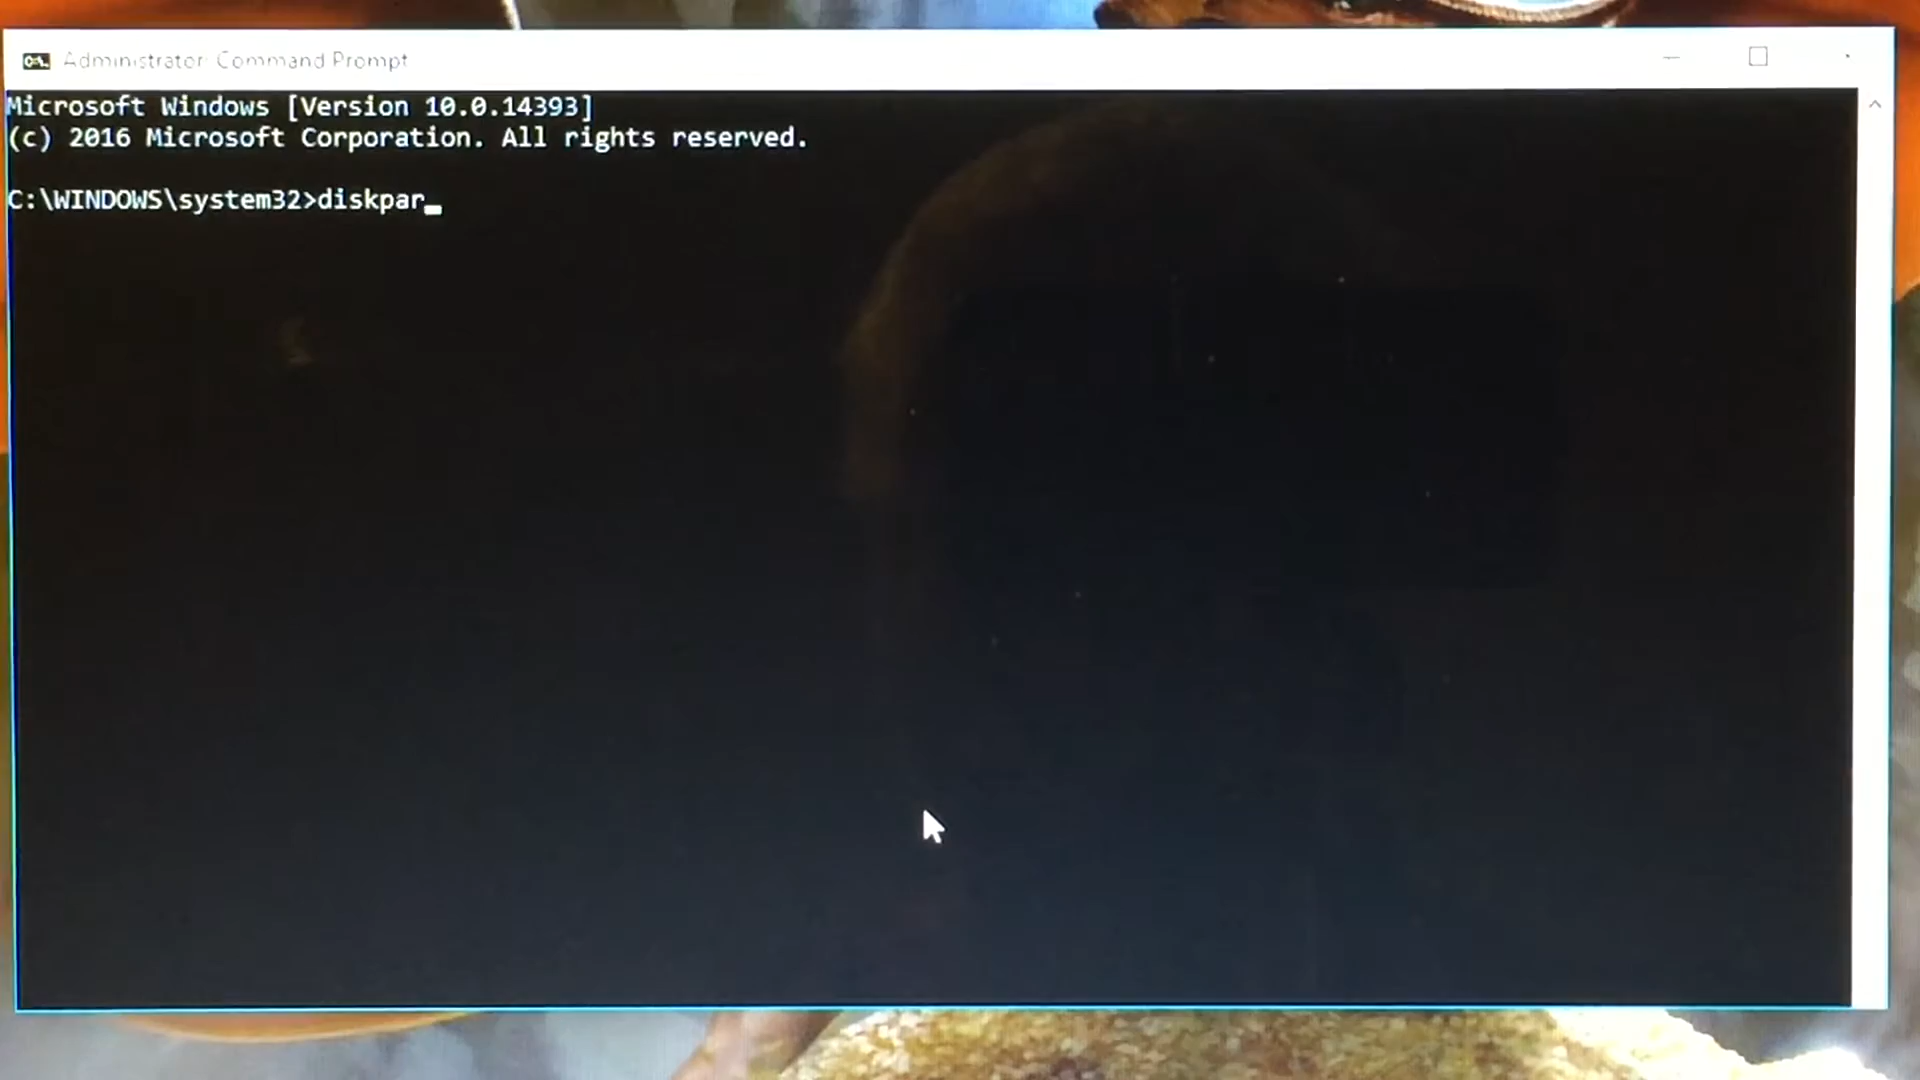 Administrator: Command Prompt
Microsoft Windows [Version 10.0.14393]
(c) 2016 Microsoft Corporation. All rights reserved.
C:\WINDOWS\system32>diskpar